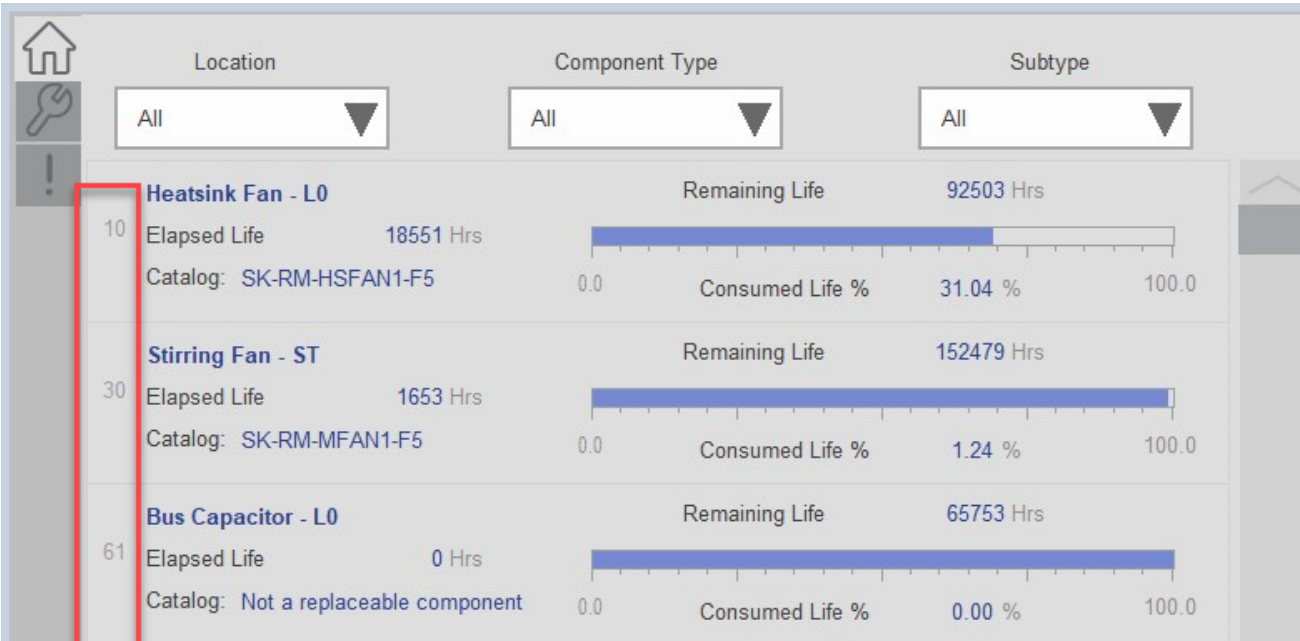 Location Component Type Subtype
All All All
Heatsink Fan - L0 Remaining Life 92503 Hrs
10 Elapsed Life 18551 Hrs
Catalog: SK-RM-HSFAN1-F5 0.0 Consumed Life % 31.04 % 100.0
Stirring Fan - ST Remaining Life 152479 Hrs
30 Elapsed Life 1653 Hrs
Catalog: SK-RM-MFAN1-F5 0.0 Consumed Life % 1.24 % 100.0
Bus Capacitor - L0 Remaining Life 65753 Hrs
61 Elapsed Life 0 Hrs
Catalog: Not a replaceable component 0.0 Consumed Life % 0.00 % 100.0